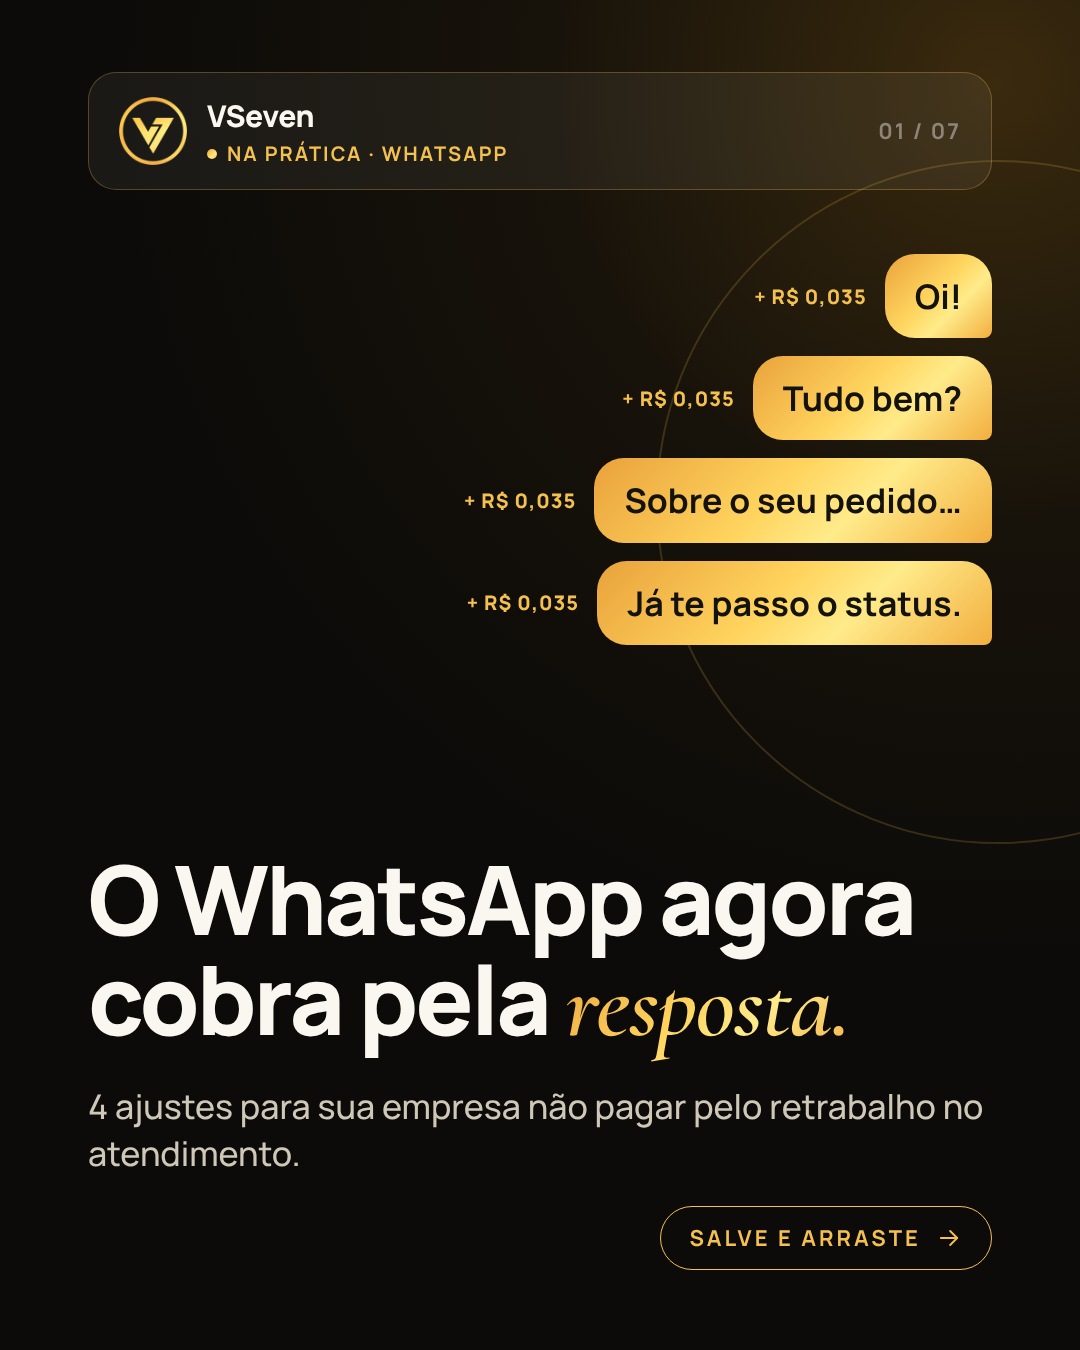 VSeven
NA PRÁTICA · WHATSAPP
01 / 07
+ R$ 0,035 Oi!
+ R$ 0,035 Tudo bem?
+ R$ 0,035 Sobre o seu pedido...
+ R$ 0,035 Já te passo o status.
O WhatsApp agora
cobra pela resposta.
4 ajustes para sua empresa não pagar pelo retrabalho no
atendimento.
SALVE E ARRASTE →